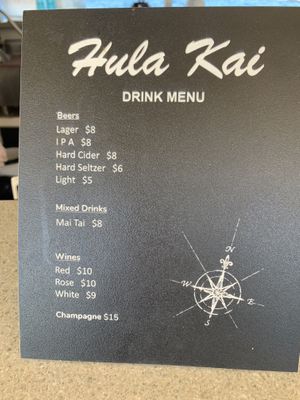 Hula Kai
DRINK MENU
Beers
Lager $8
I P A $8
Hard Cider $8
Hard Seltzer $6
Light $5
Mixed Drinks
Mai Tai $8
Wines
Red $10
Rose $10
White $9
Champagne $15
N
W
E
S